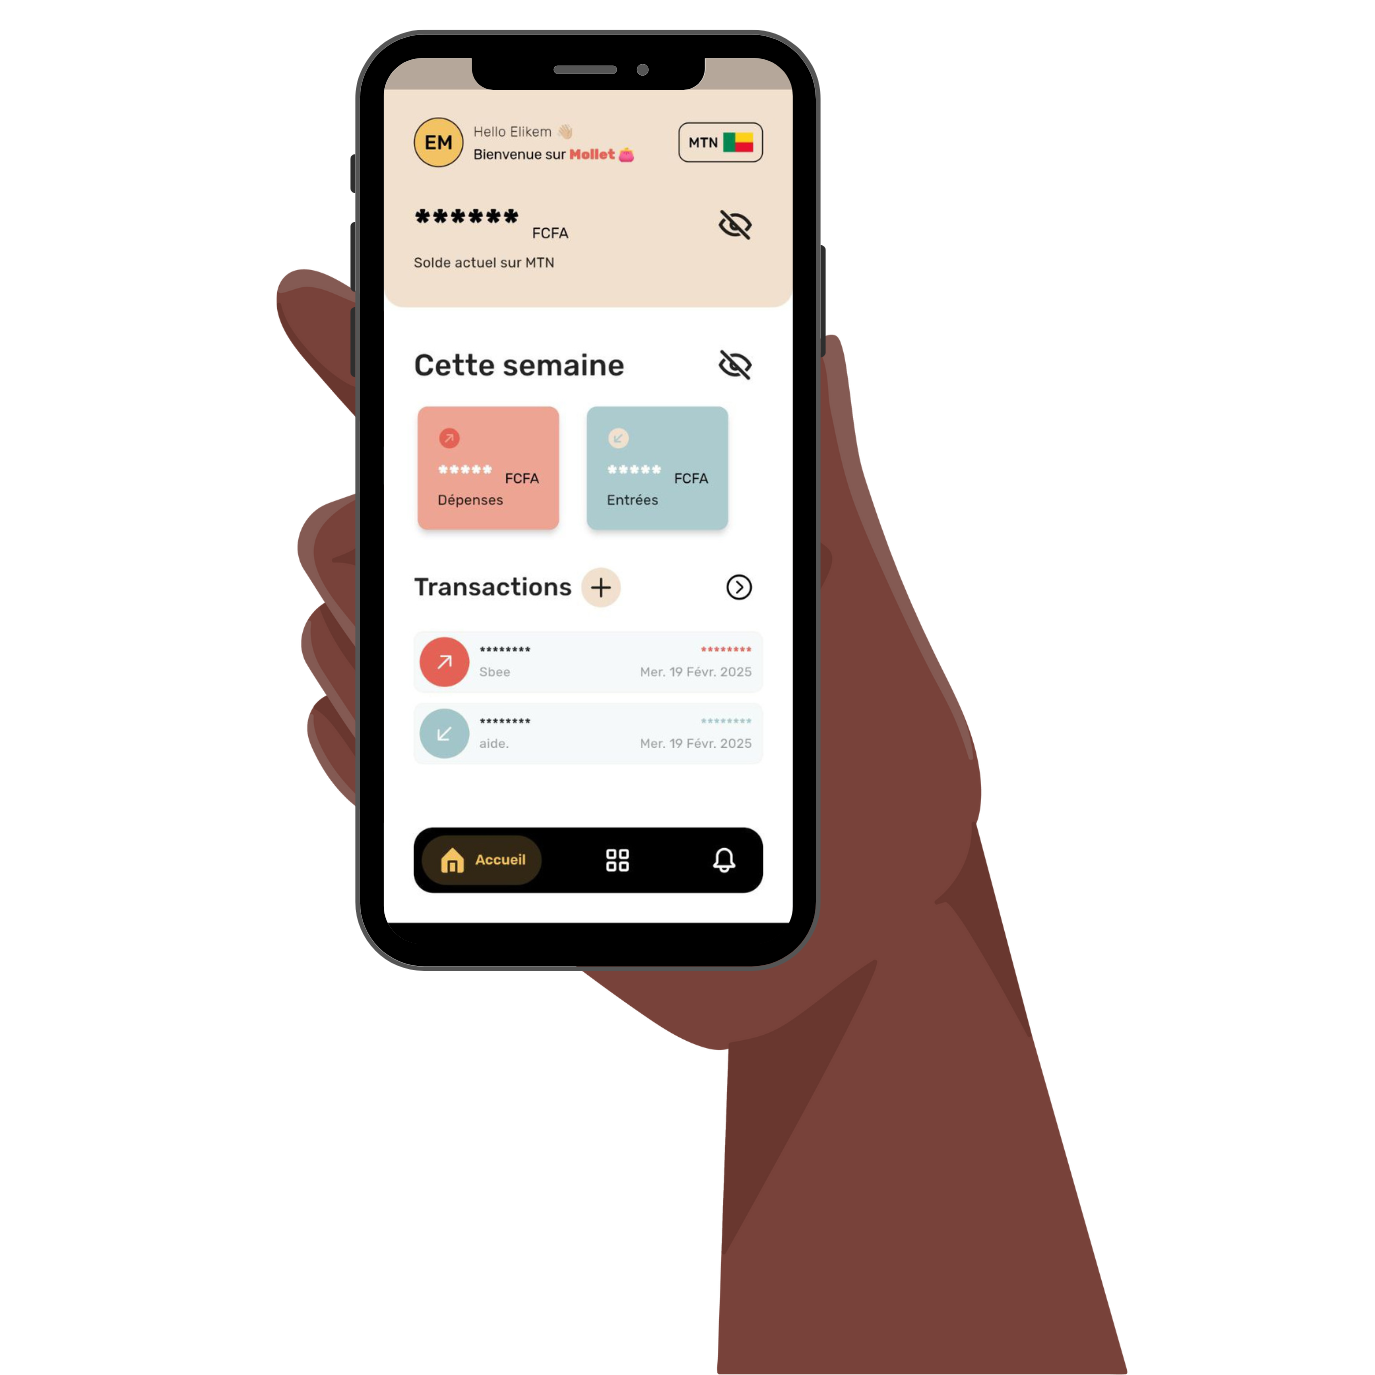 EM
Hello Elikem 👋🏼
Bienvenue sur Mollet 👛
MTN
****** FCFA
Solde actuel sur MTN
Cette semaine
***** FCFA
Dépenses
***** FCFA
Entrées
Transactions
******** ********
Sbee Mer. 19 Févr. 2025
******** ********
aide. Mer. 19 Févr. 2025
Accueil